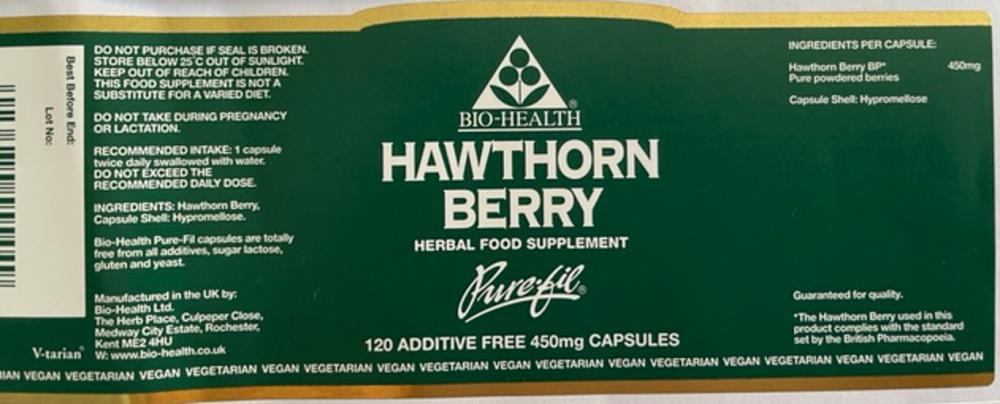 Best Before End:
Lot No:
DO NOT PURCHASE IF SEAL IS BROKEN.
STORE BELOW 25°C OUT OF SUNLIGHT.
KEEP OUT OF REACH OF CHILDREN.
THIS FOOD SUPPLEMENT IS NOT A
SUBSTITUTE FOR A VARIED DIET.
DO NOT TAKE DURING PREGNANCY
OR LACTATION.
RECOMMENDED INTAKE: 1 capsule
twice daily swallowed with water.
DO NOT EXCEED THE
RECOMMENDED DAILY DOSE.
INGREDIENTS: Hawthorn Berry,
Capsule Shell: Hypromellose.
Bio-Health Pure-Fil capsules are totally
free from all additives, sugar lactose,
gluten and yeast.
Manufactured in the UK by:
Bio-Health Ltd.
The Herb Place, Culpeper Close,
Medway City Estate, Rochester,
Kent ME2 4HU
W: www.bio-health.co.uk
V-tarian®
BIO-HEALTH®
HAWTHORN
BERRY
HERBAL FOOD SUPPLEMENT
Pure-fil®
120 ADDITIVE FREE 450mg CAPSULES
INGREDIENTS PER CAPSULE:
Hawthorn Berry BP* 450mg
Pure powdered berries
Capsule Shell: Hypromellose
Guaranteed for quality.
*The Hawthorn Berry used in this
product complies with the standard
set by the British Pharmacopoeia.
IAN VEGAN VEGETARIAN VEGAN VEGETARIAN VEGAN VEGETARIAN VEGAN VEGETARIAN VEGAN VEGETARIAN VEGAN VEGETARIAN VEGAN VEGETARIAN VEGAN VEGETARIAN VEGAN